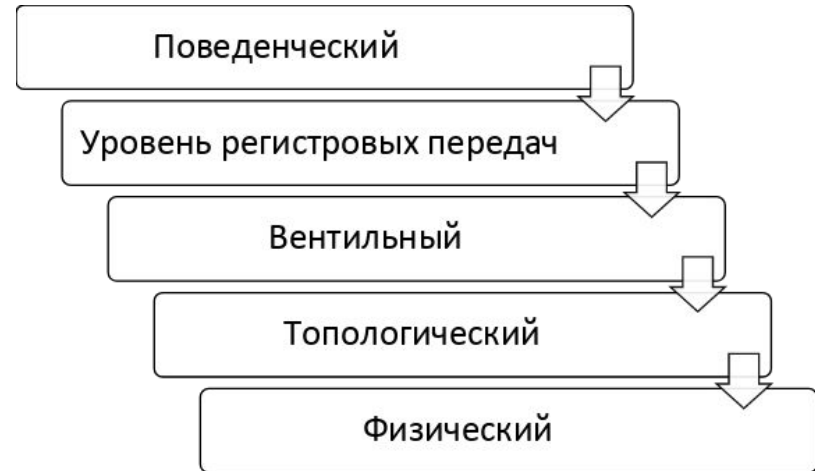 Поведенческий
Уровень регистровых передач
Вентильный
Топологический
Физический